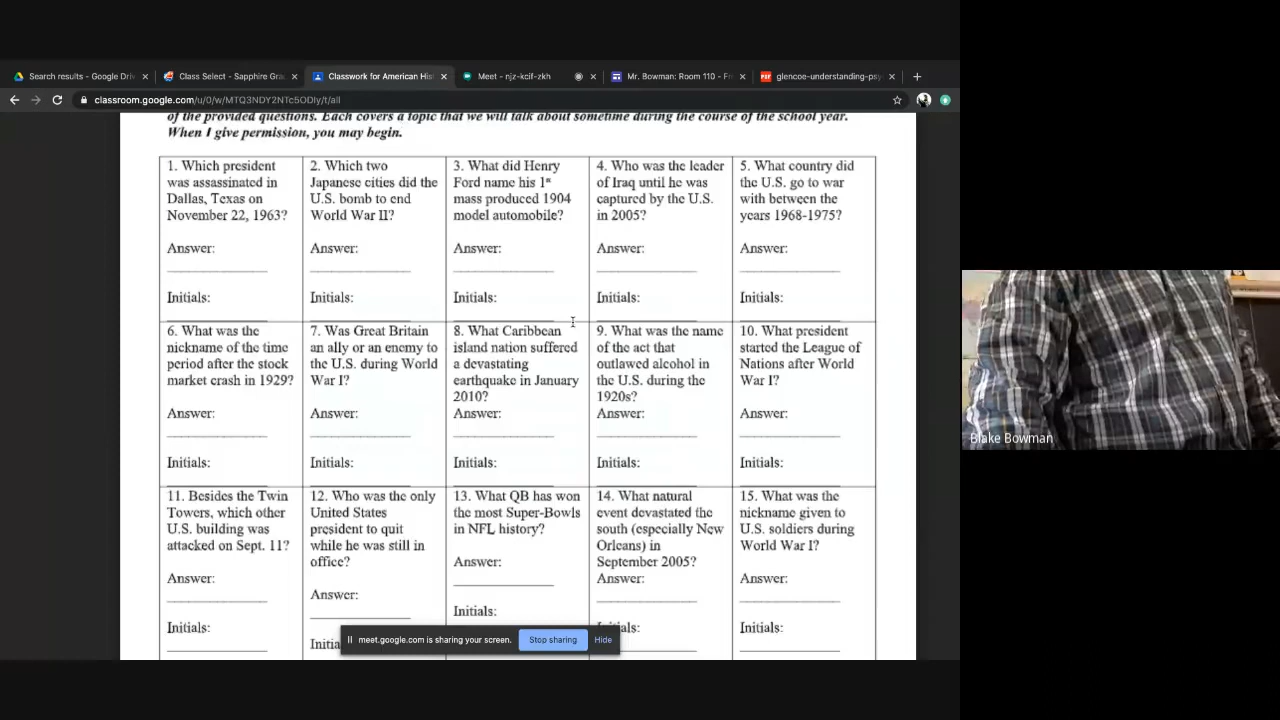 Search results - Google Driv
Class Select - Sapphire Gra
Classwork for American His
Meet - njz-kcif-zkh
Mr. Bowman: Room 110 - Fr
PDF
glencoe-understanding-psy
classroom.google.com/u/0/w/MTQ3NDY2NTc5ODIy/t/all
of the provided questions. Each covers a topic that we will talk about sometime during the course of the school year.
When I give permission, you may begin.
1. Which president
was assassinated in
Dallas, Texas on
November 22, 1963?
Answer:
Initials:
2. Which two
Japanese cities did the
U.S. bomb to end
World War II?
Answer:
Initials:
3. What did Henry
Ford name his 1st
mass produced 1904
model automobile?
Answer:
Initials:
4. Who was the leader
of Iraq until he was
captured by the U.S.
in 2005?
Answer:
Initials:
5. What country did
the U.S. go to war
with between the
years 1968-1975?
Answer:
Initials:
6. What was the
nickname of the time
period after the stock
market crash in 1929?
Answer:
Initials:
7. Was Great Britain
an ally or an enemy to
the U.S. during World
War I?
Answer:
Initials:
8. What Caribbean
island nation suffered
a devastating
earthquake in January
2010?
Answer:
Initials:
9. What was the name
of the act that
outlawed alcohol in
the U.S. during the
1920s?
Answer:
Initials:
10. What president
started the League of
Nations after World
War I?
Answer:
Initials:
11. Besides the Twin
Towers, which other
U.S. building was
attacked on Sept. 11?
Answer:
Initials:
12. Who was the only
United States
president to quit
while he was still in
office?
Answer:
Initia
13. What QB has won
the most Super-Bowls
in NFL history?
Answer:
Initials:
14. What natural
event devastated the
south (especially New
Orleans) in
September 2005?
Answer:
Initials:
15. What was the
nickname given to
U.S. soldiers during
World War I?
Answer:
Initials:
meet.google.com is sharing your screen.
Stop sharing
Hide
Blake Bowman